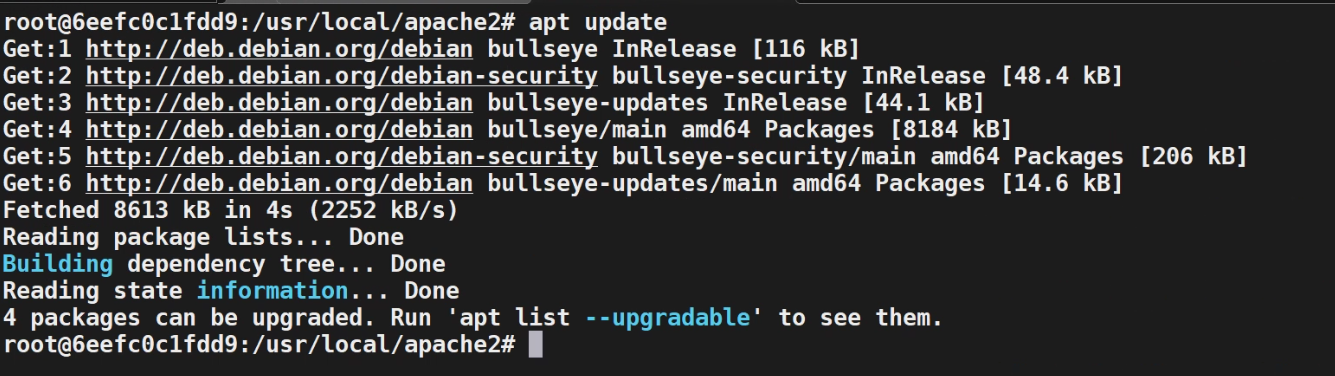 root@6eefc0c1fdd9:/usr/local/apache2# apt update
Get:1 http://deb.debian.org/debian bullseye InRelease [116 kB]
Get:2 http://deb.debian.org/debian-security bullseye-security InRelease [48.4 kB]
Get:3 http://deb.debian.org/debian bullseye-updates InRelease [44.1 kB]
Get:4 http://deb.debian.org/debian bullseye/main amd64 Packages [8184 kB]
Get:5 http://deb.debian.org/debian-security bullseye-security/main amd64 Packages [206 kB]
Get:6 http://deb.debian.org/debian bullseye-updates/main amd64 Packages [14.6 kB]
Fetched 8613 kB in 4s (2252 kB/s)
Reading package lists... Done
Building dependency tree... Done
Reading state information... Done
4 packages can be upgraded. Run 'apt list --upgradable' to see them.
root@6eefc0c1fdd9:/usr/local/apache2#